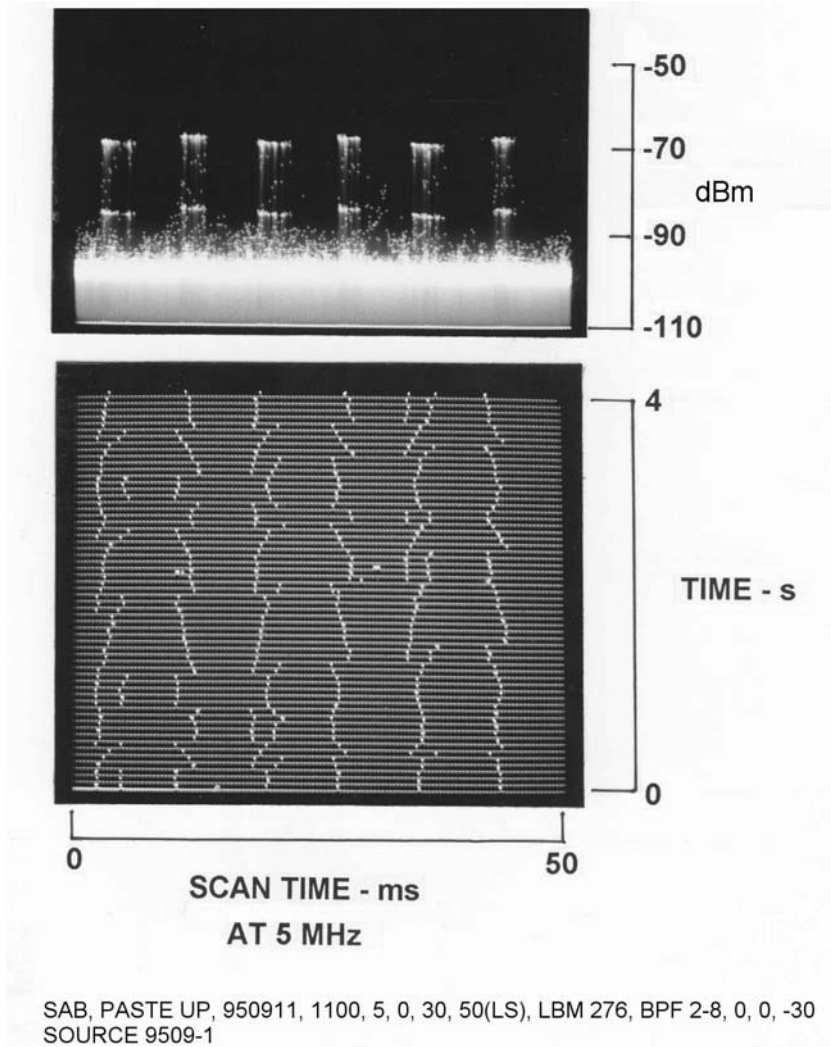 -50
-70
dBm
-90
-110
4
TIME - s
0
0
50
SCAN TIME - ms
AT 5 MHz
SAB, PASTE UP, 950911, 1100, 5, 0, 30, 50(LS), LBM 276, BPF 2-8, 0, 0, -30
SOURCE 9509-1